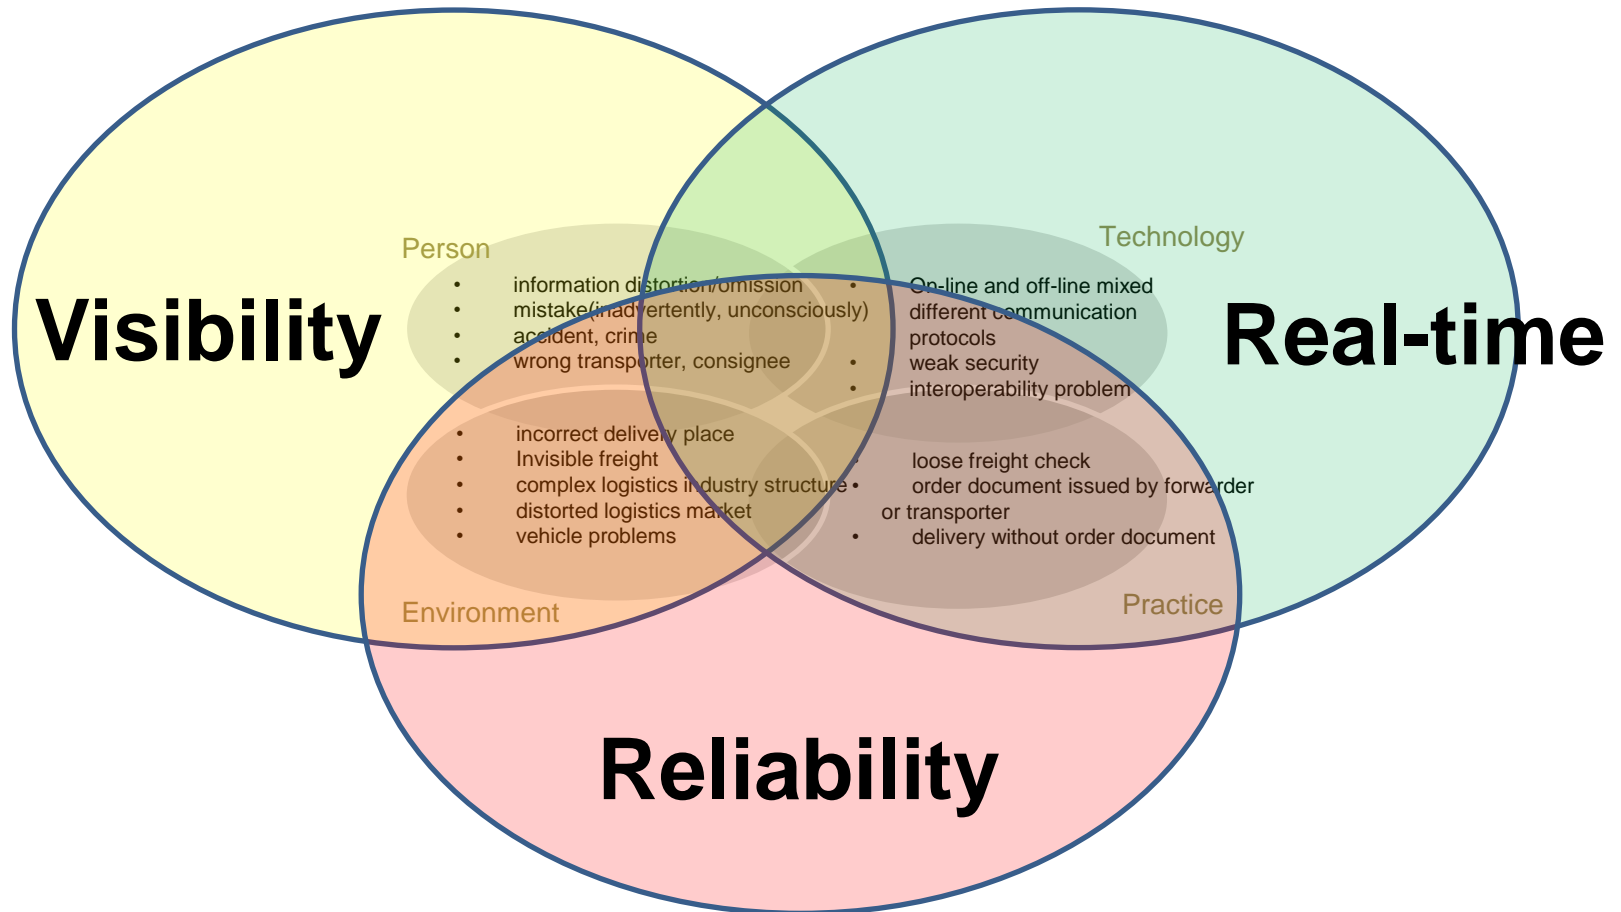 Person
• information distortion/omission
• mistake(inadvertently, unconsciously)
• accident, crime
• wrong transporter, consignee
Technology
• On-line and off-line mixed
• different communication
protocols
• weak security
• interoperability problem
Visibility
Real-time
• incorrect delivery place
• Invisible freight
• complex logistics industry structure
• distorted logistics market
• vehicle problems
Environment
• loose freight check
• order document issued by forwarder
or transporter
• delivery without order document
Practice
Reliability